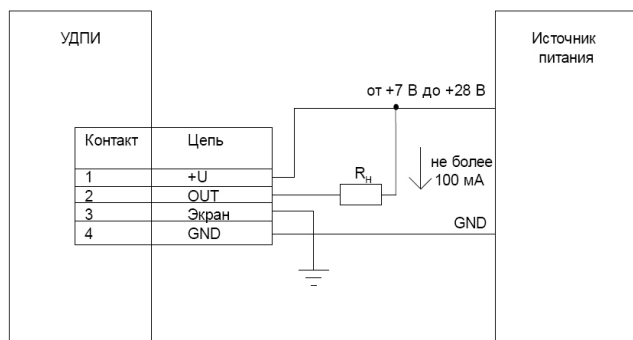 УДПИ
Источник
питания
от +7 В до +28 В
Контакт Цепь
1 +U
2 OUT
3 Экран
4 GND
RН
не более
100 мА
GND